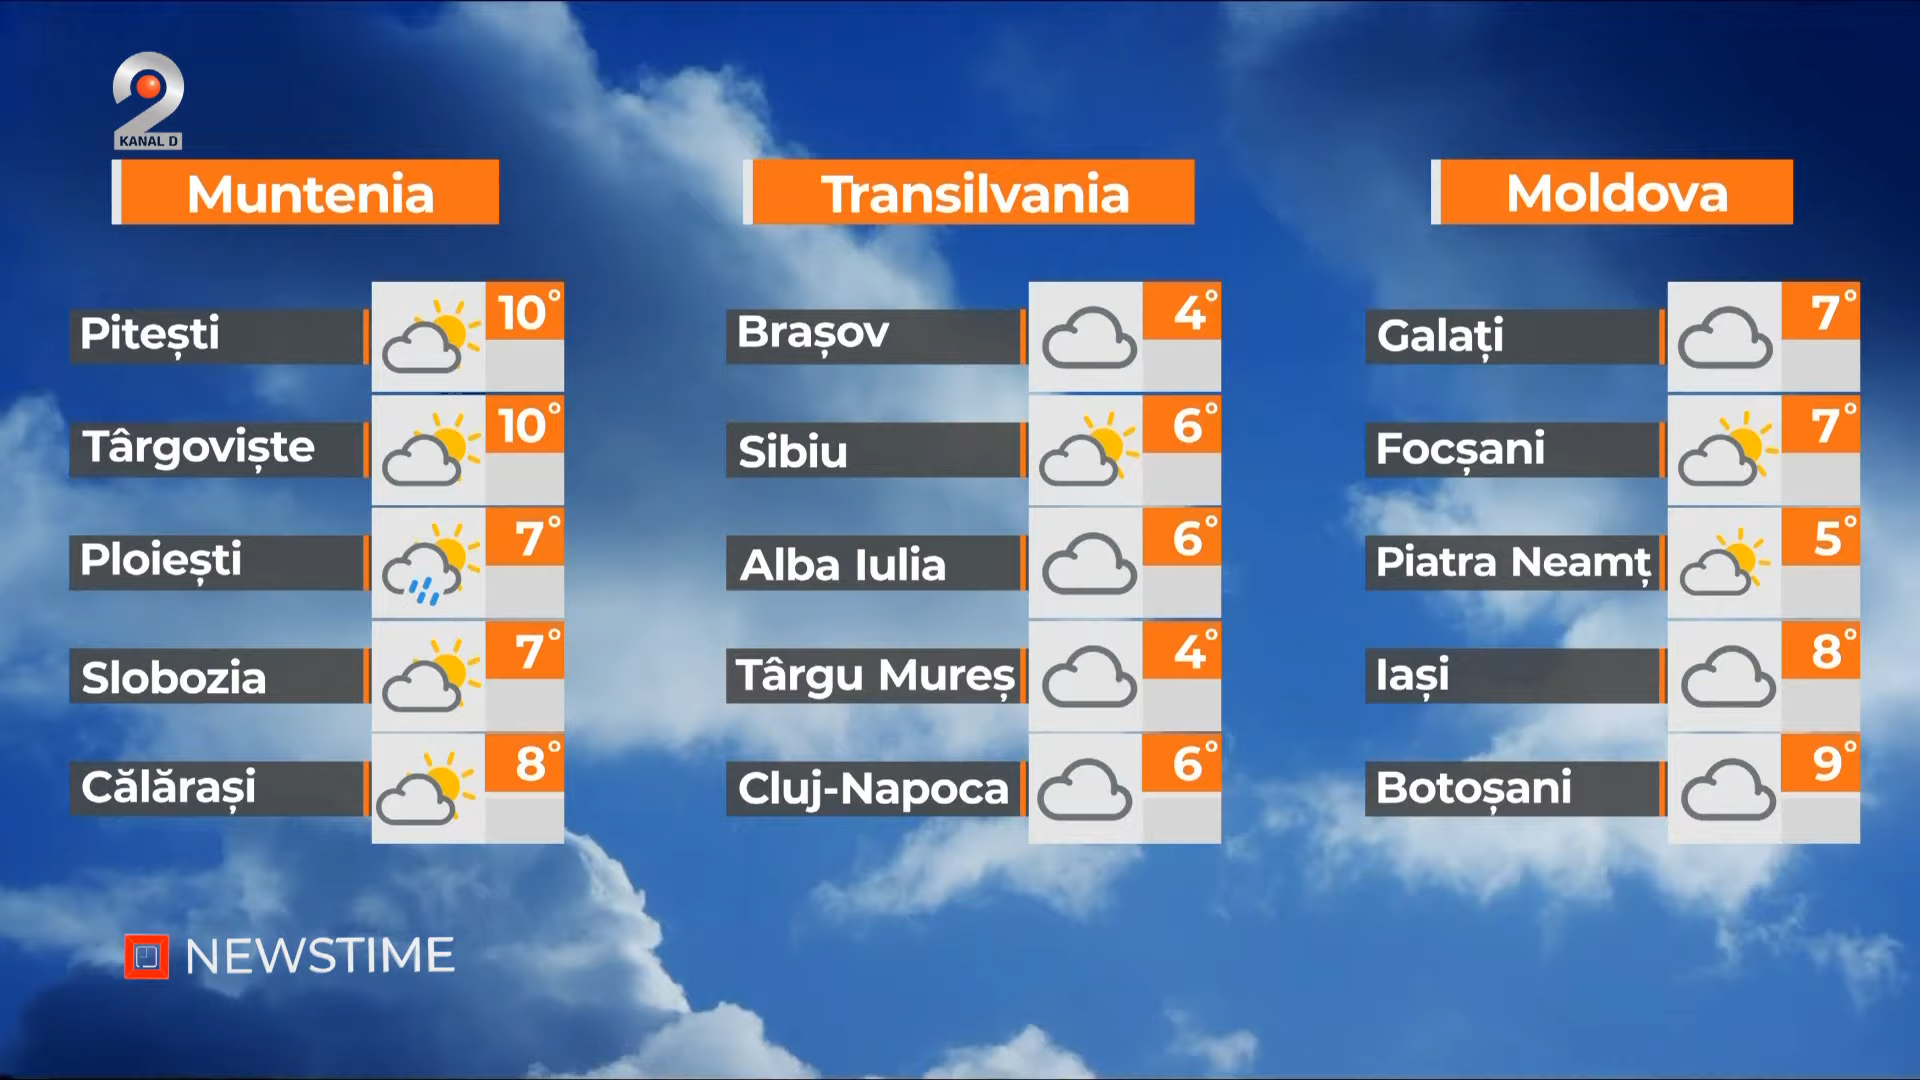 2
KANAL D
Muntenia
Pitești 10°
Târgoviște 10°
Ploiești 7°
Slobozia 7°
Călărași 8°
Transilvania
Brașov 4°
Sibiu 6°
Alba Iulia 6°
Târgu Mureș 4°
Cluj-Napoca 6°
Moldova
Galați 7°
Focșani 7°
Piatra Neamț 5°
Iași 8°
Botoșani 9°
NEWSTIME